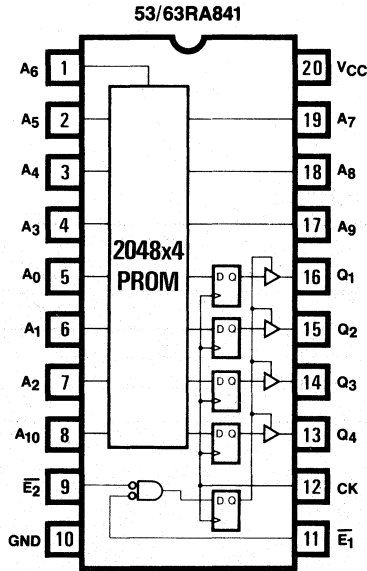 53/63RA841
A6 1 20 VCC
A5 2 19 A7
A4 3 18 A8
A3 4 17 A9
2048x4
PROM
A0 5 D Q 16 Q1
A1 6 D Q 15 Q2
A2 7 D Q 14 Q3
A10 8 D Q 13 Q4
E2 9 D Q 12 CK
GND 10 11 E1